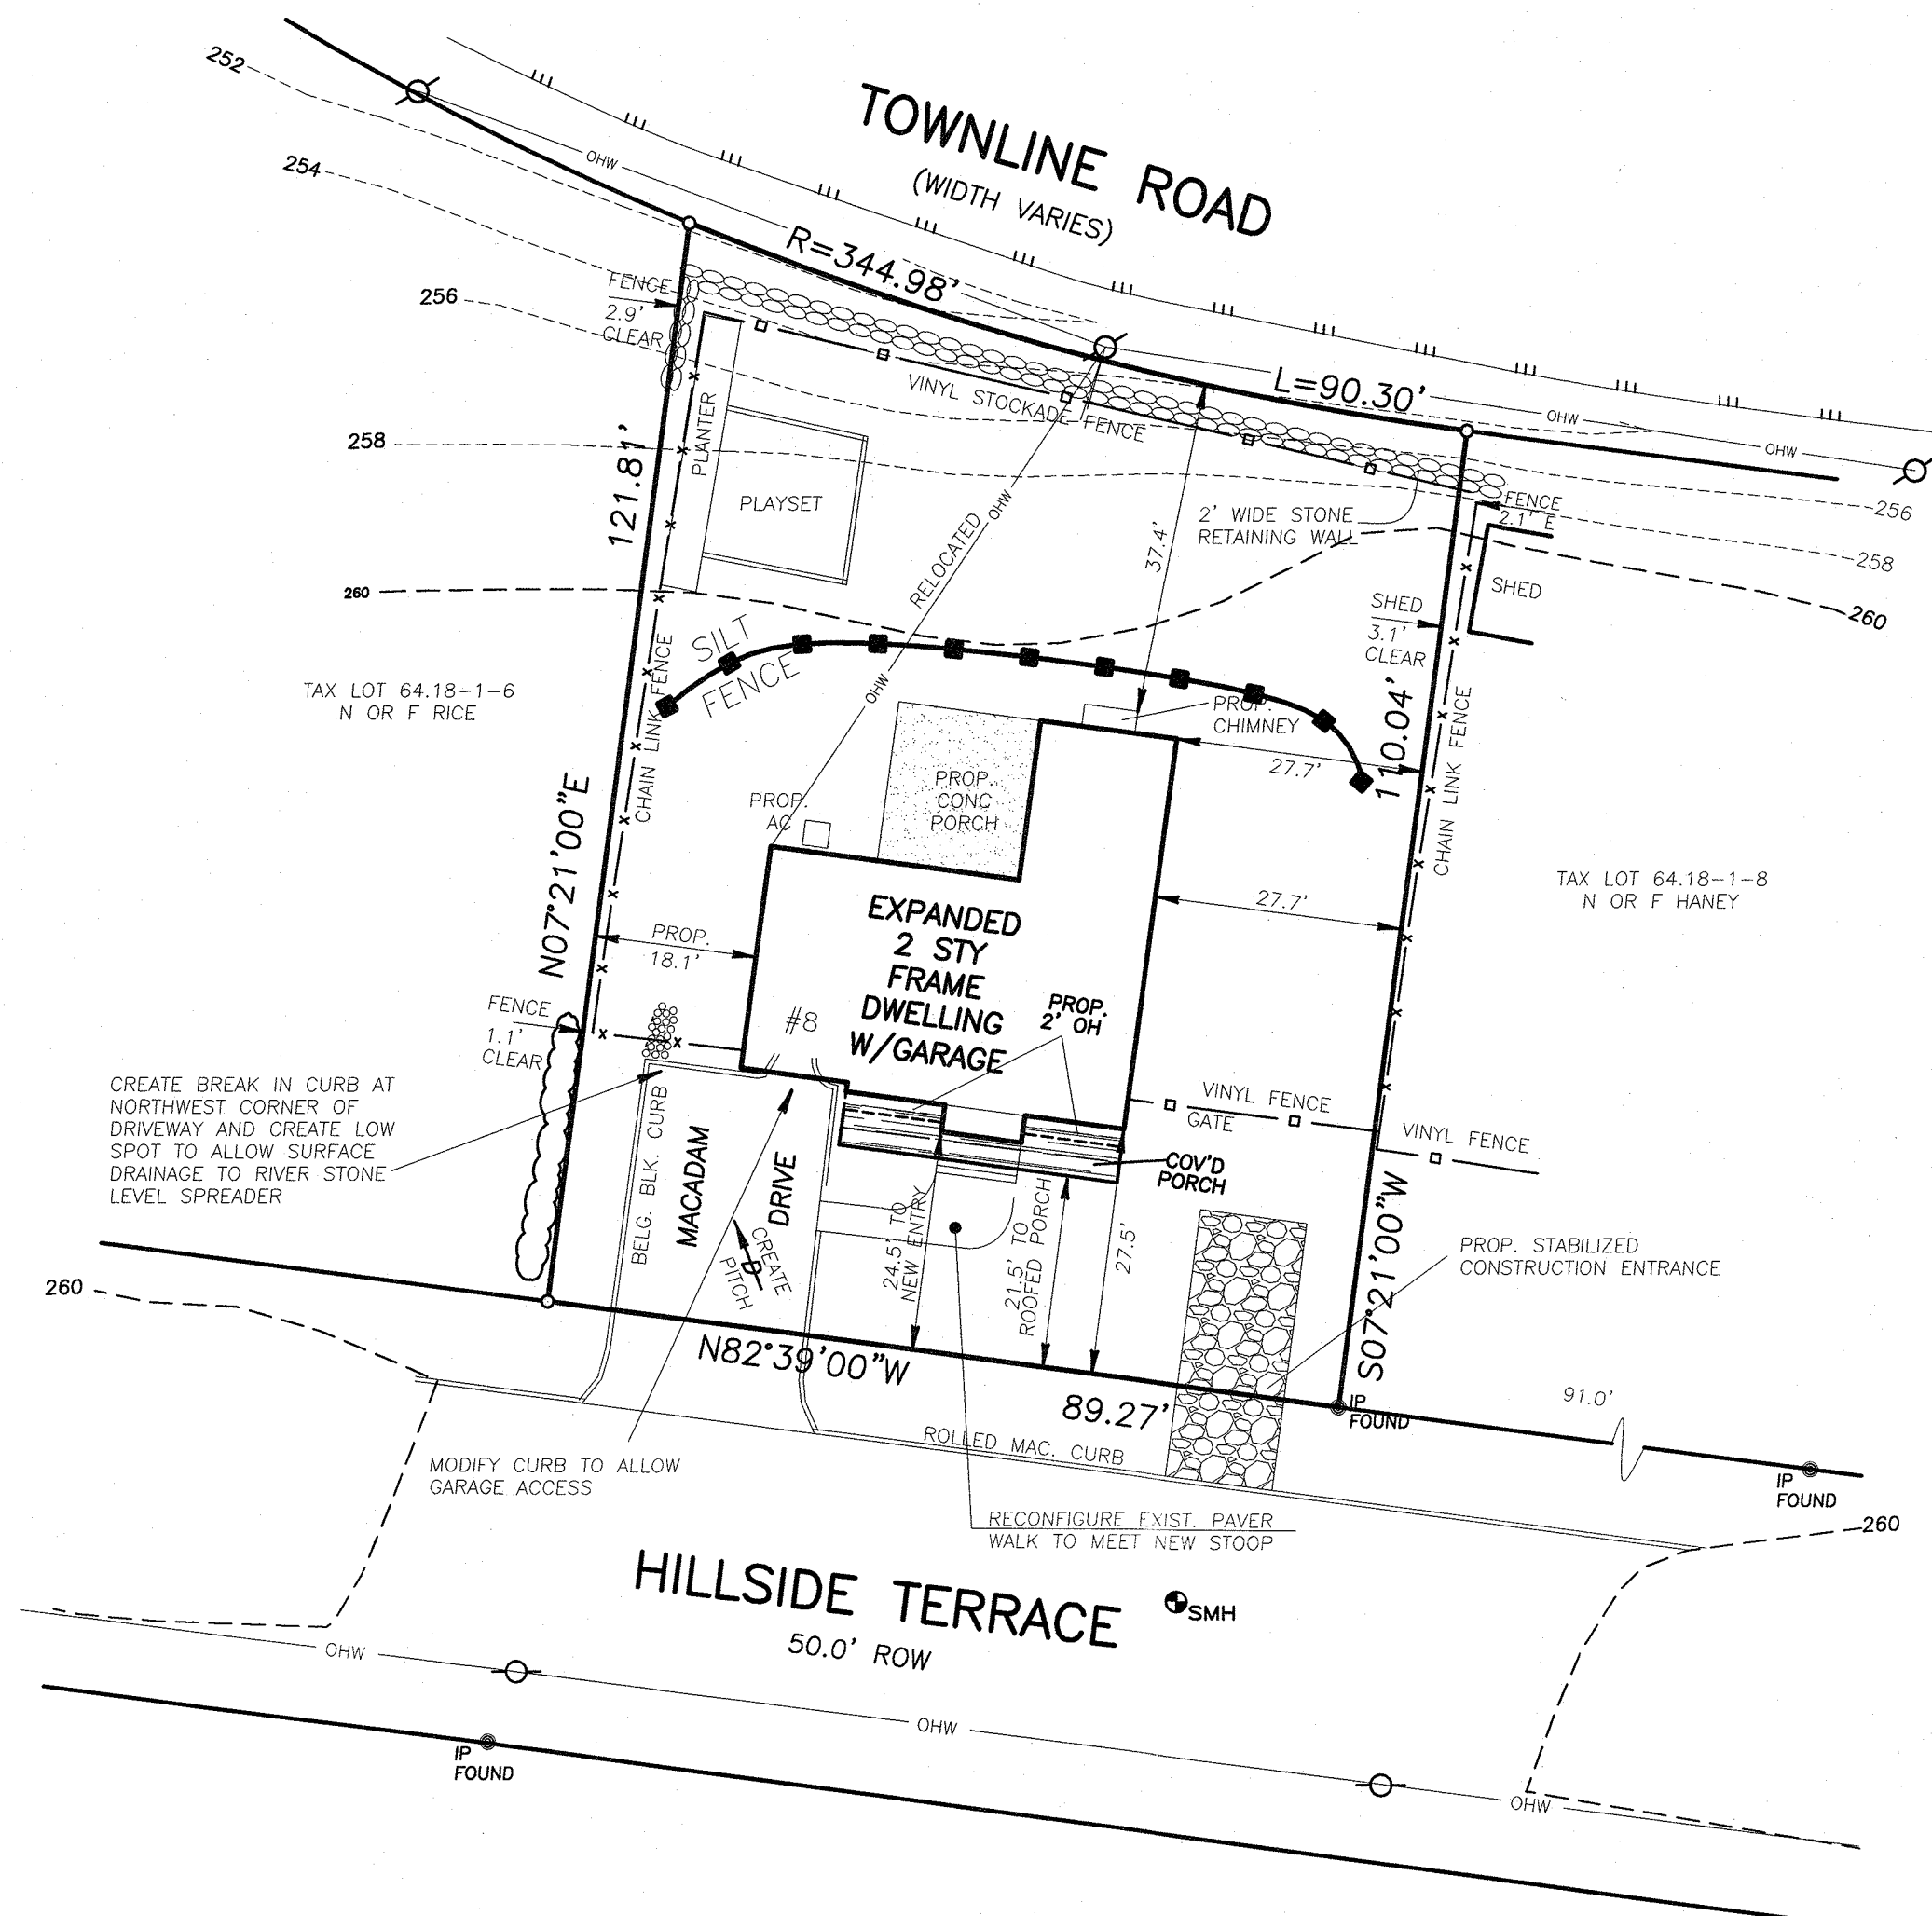 252
254
256
258
260
TOWNLINE ROAD
(WIDTH VARIES)
OHW
R=344.98'
L=90.30'
OHW
OHW
FENCE
2.9'
CLEAR
VINYL STOCKADE FENCE
PLANTER
PLAYSET
121.81'
N07°21'00"E
RELOCATED
OHW
OHW
37.4'
2' WIDE STONE
RETAINING WALL
FENCE
2.1' E
256
258
260
SHED
SHED
3.1'
CLEAR
SILT
FENCE
CHAIN LINK FENCE
TAX LOT 64.18-1-6
N OR F RICE
PROP.
CHIMNEY
27.7'
110.04'
CHAIN LINK FENCE
PROP.
CONC
PORCH
PROP.
AC
TAX LOT 64.18-1-8
N OR F HANEY
27.7'
EXPANDED
2 STY
FRAME
DWELLING
W/GARAGE
PROP.
18.1'
#8
PROP.
2' OH
FENCE
1.1'
CLEAR
CREATE BREAK IN CURB AT
NORTHWEST CORNER OF
DRIVEWAY AND CREATE LOW
SPOT TO ALLOW SURFACE
DRAINAGE TO RIVER STONE
LEVEL SPREADER
BELG. BLK. CURB
MACADAM
DRIVE
CREATE
PITCH
D
VINYL FENCE
GATE
VINYL FENCE
COV'D
PORCH
24.5' TO
NEW ENTRY
21.5' TO
ROOFED PORCH
27.5'
S07°21'00"W
PROP. STABILIZED
CONSTRUCTION ENTRANCE
260
N82°39'00"W
89.27'
IP
FOUND
91.0'
ROLLED MAC. CURB
MODIFY CURB TO ALLOW
GARAGE ACCESS
IP
FOUND
RECONFIGURE EXIST. PAVER
WALK TO MEET NEW STOOP
260
HILLSIDE TERRACE
50.0' ROW
SMH
OHW
OHW
OHW
IP
FOUND